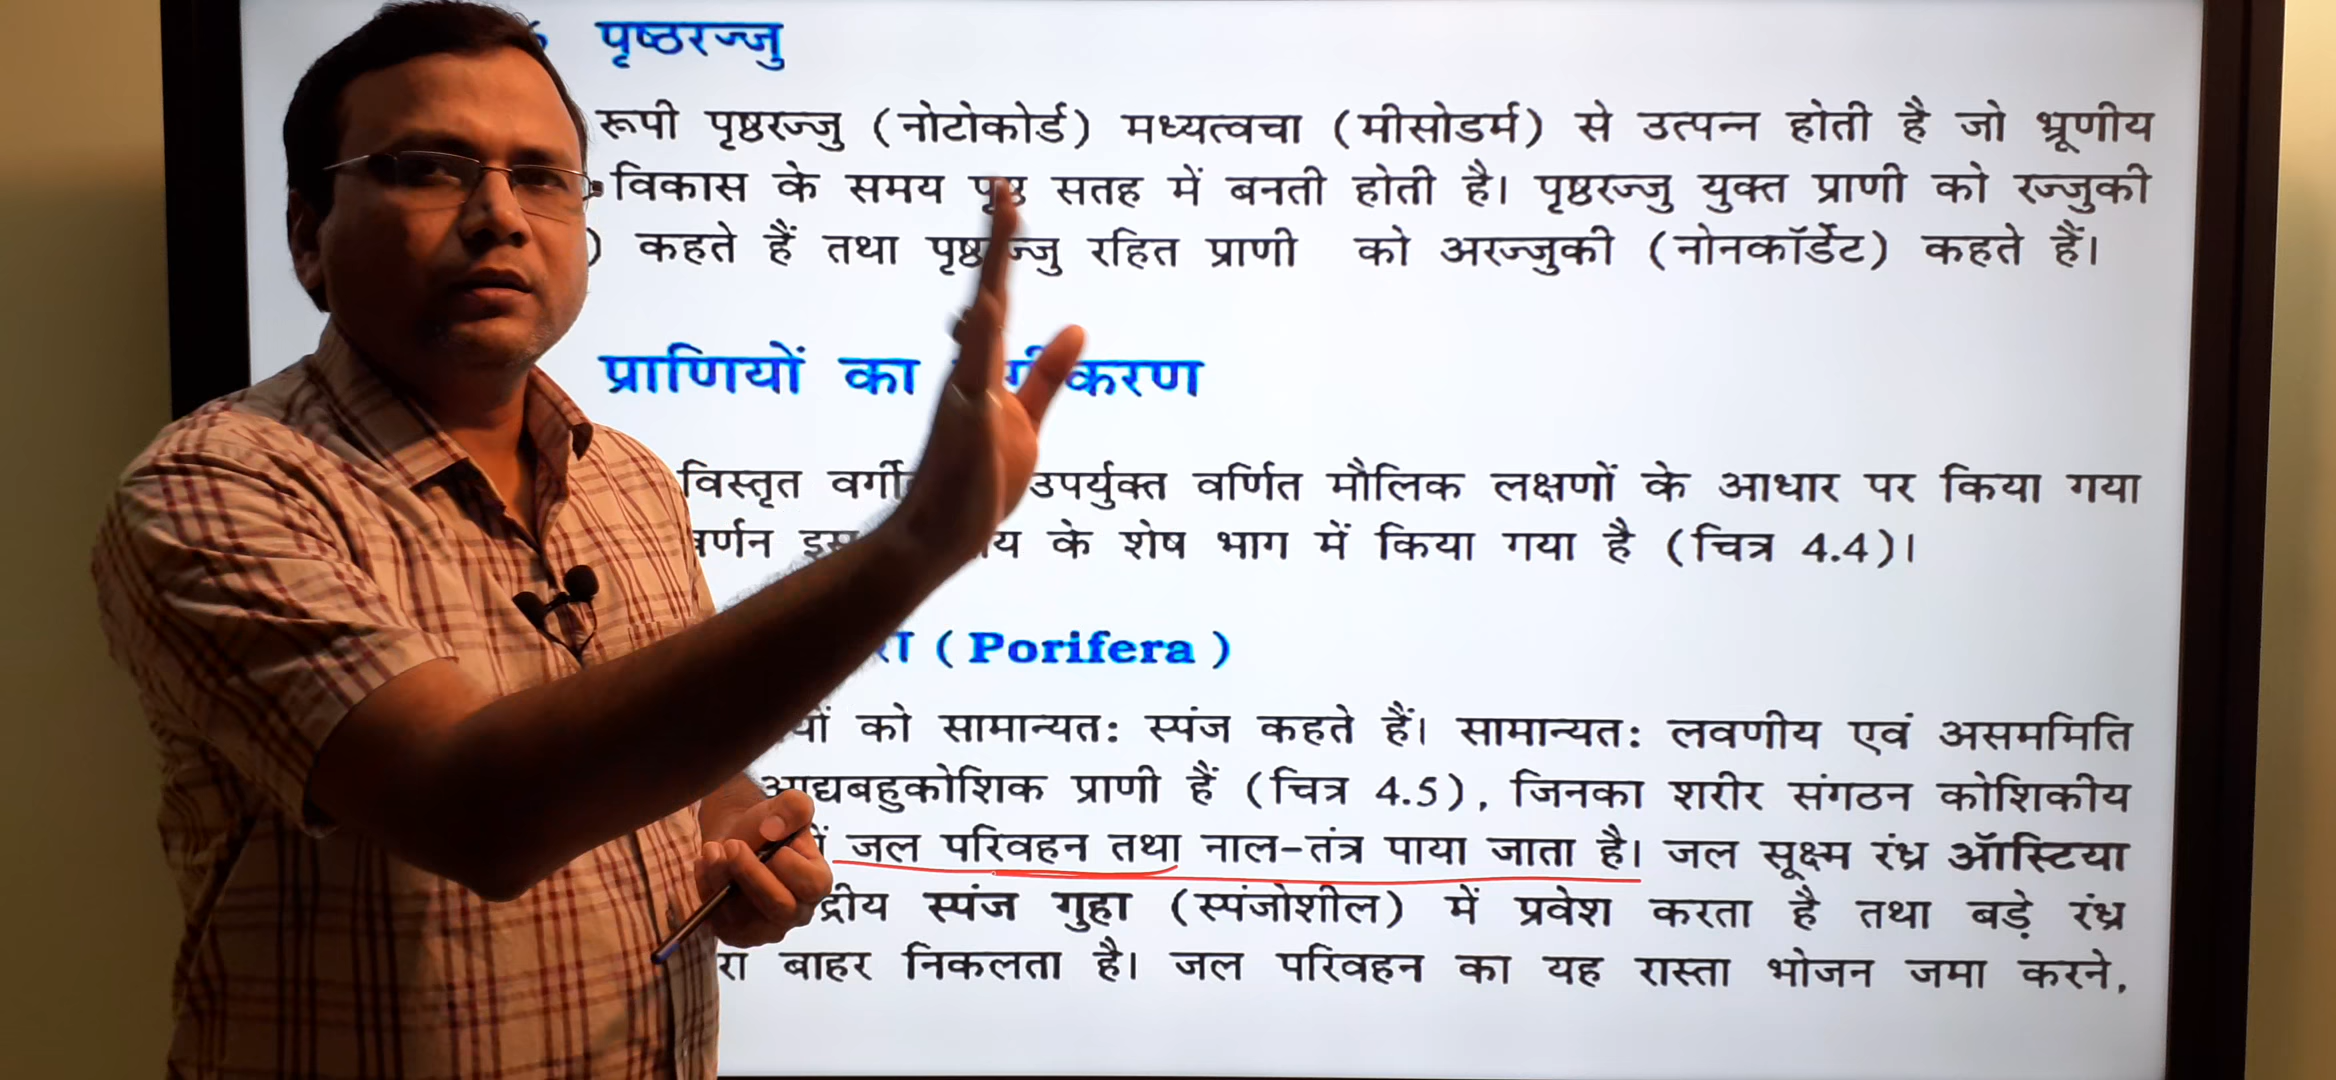 पृष्ठरज्जु
रूपी पृष्ठरज्जु (नोटोकोर्ड) मध्यत्वचा (मीसोडर्म) से उत्पन्न होती है जो भ्रूणीय
विकास के समय पृष्ठ सतह में बनती होती है। पृष्ठरज्जु युक्त प्राणी को रज्जुकी
) कहते हैं तथा पृष्ठरज्जु रहित प्राणी को अरज्जुकी (नोनकॉर्डेट) कहते हैं।
प्राणियों का
विस्तृत उपर्युक्त वर्णित मौलिक लक्षणों के आधार पर किया गया
के शेष भाग में किया गया है (चित्र 4.4)।
(Porifera)
को सामान्यत: स्पंज कहते हैं। सामान्यत: लवणीय एवं असममिति
आद्यबहुकोशिक प्राणी हैं (चित्र 4.5), जिनका शरीर संगठन कोशिकीय
जल परिवहन तथा नाल-तंत्र पाया जाता है। जल सूक्ष्म रंध्र ऑस्टिया
स्पंज गुहा (स्पंजोशील) में प्रवेश करता है तथा बड़े रंध्र
बाहर निकलता है। जल परिवहन का यह रास्ता भोजन जमा करने,